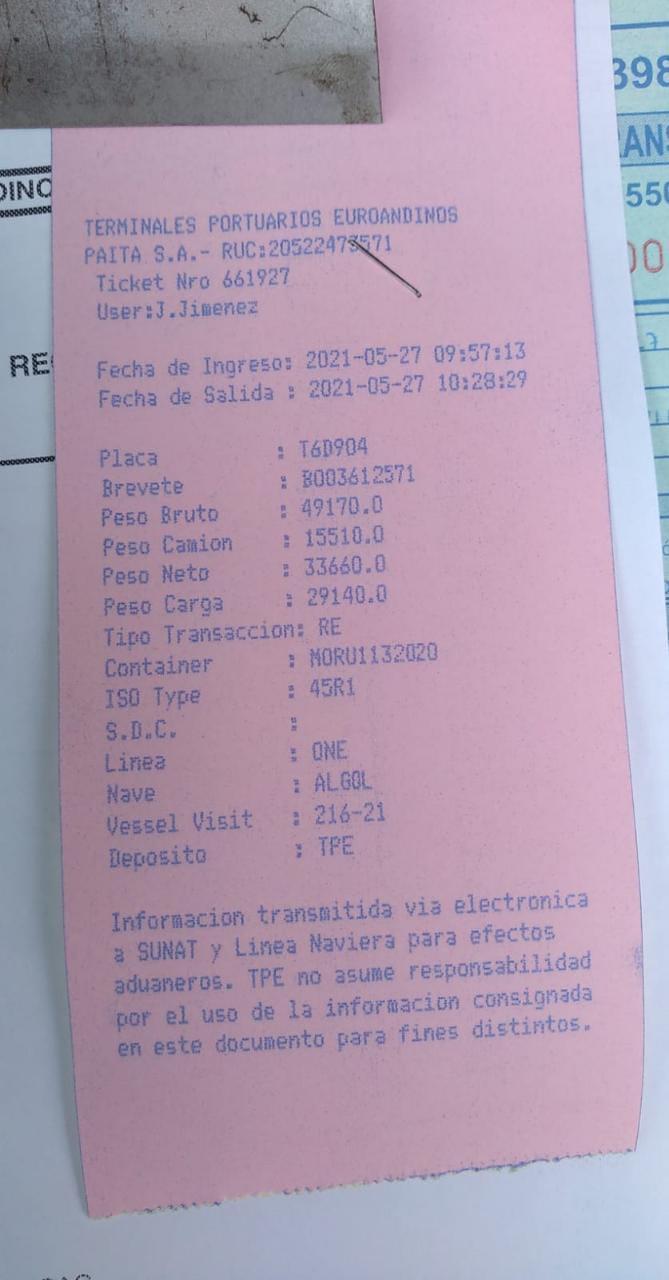 TERMINALES PORTUARIOS EUROANDINOS
PAITA S.A.- RUC:20522473571
Ticket Nro 661927
User:J.Jimenez
Fecha de Ingreso: 2021-05-27 09:57:13
Fecha de Salida : 2021-05-27 10:28:29
Placa : T6D904
Brevete : B003612571
Peso Bruto : 49170.0
Peso Camion : 15510.0
Peso Neto : 33660.0
Peso Carga : 29140.0
Tipo Transaccion: RE
Container : MORU1132020
ISO Type : 45R1
S.D.C. :
Linea : ONE
Nave : ALGOL
Vessel Visit : 216-21
Deposito : TPE
Informacion transmitida via electronica
a SUNAT y Linea Naviera para efectos
aduaneros. TPE no asume responsabilidad
por el uso de la informacion consignada
en este documento para fines distintos.